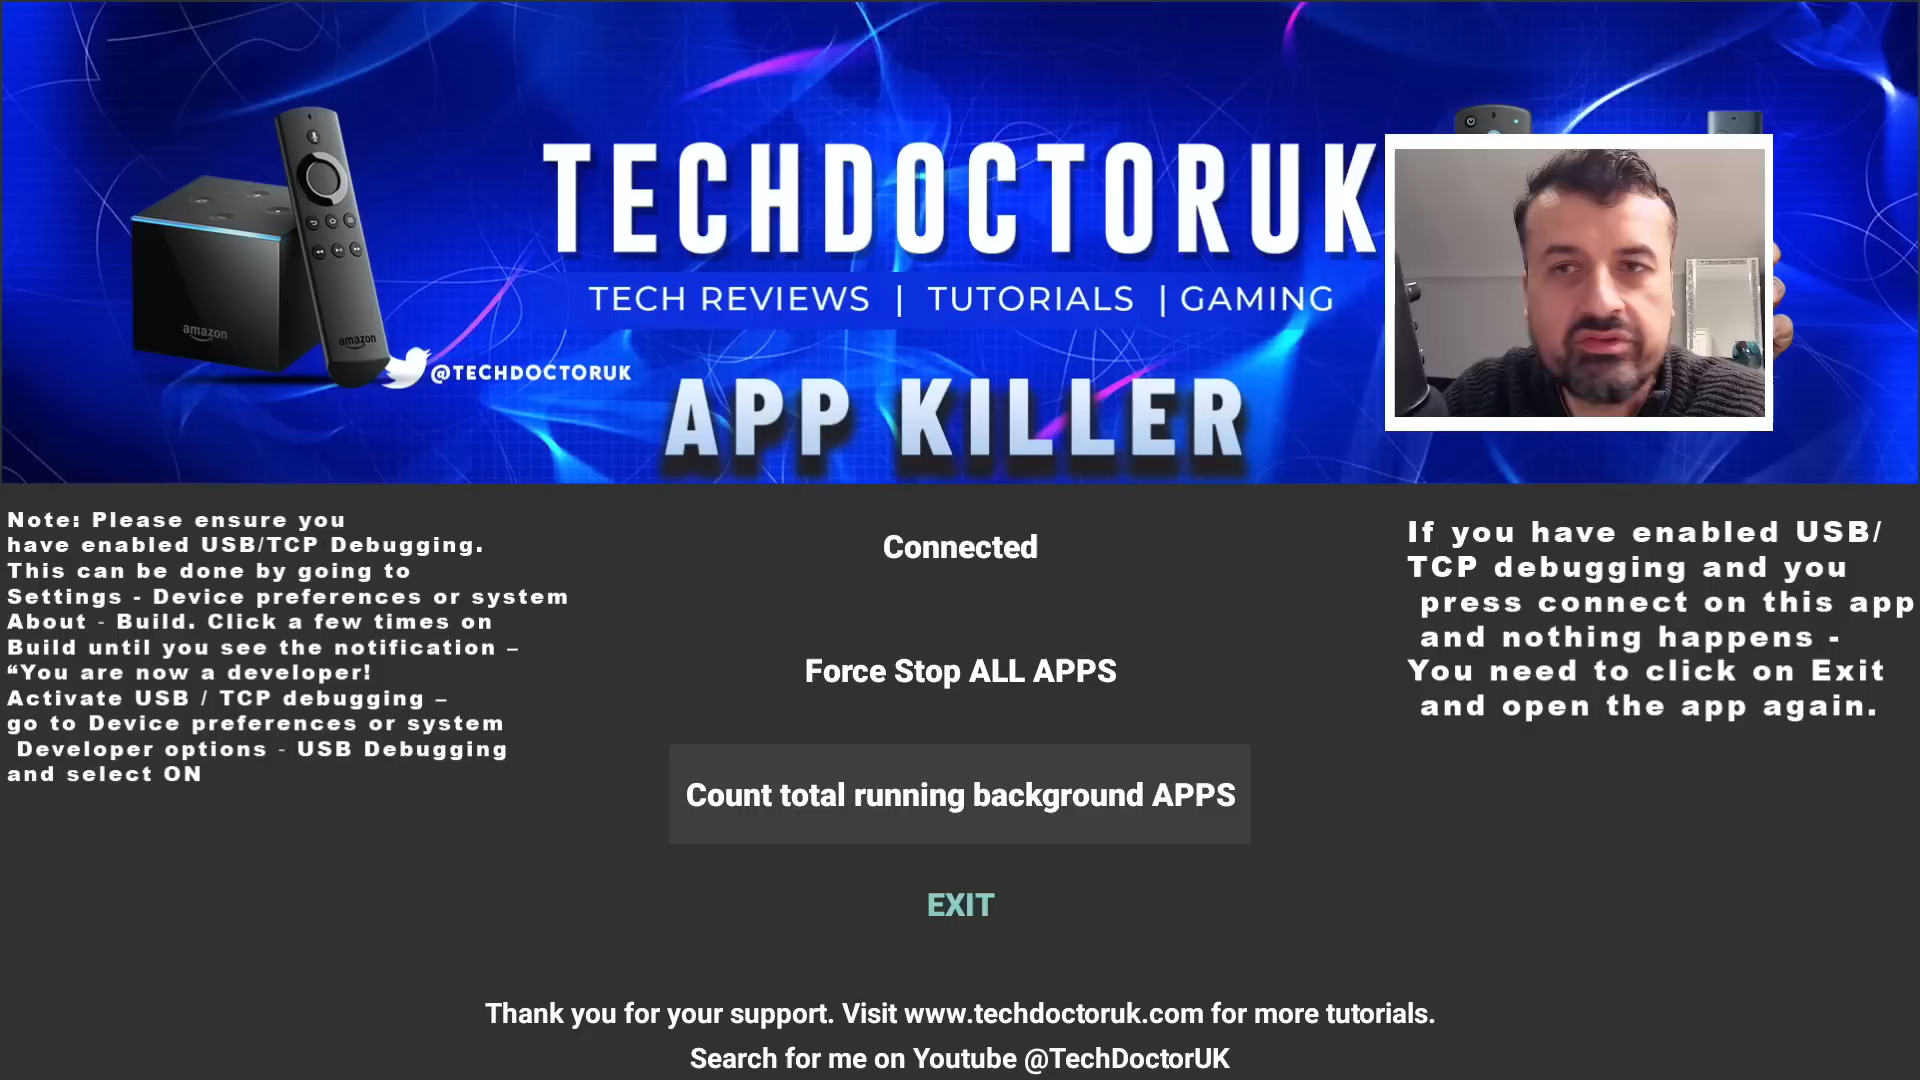 TECHDOCTORUK
TECH REVIEWS | TUTORIALS | GAMING
amazon
amazon
@TECHDOCTORUK
APP KILLER
Note: Please ensure you
have enabled USB/TCP Debugging.
This can be done by going to
Settings - Device preferences or system
About - Build. Click a few times on
Build until you see the notification –
“You are now a developer!
Activate USB / TCP debugging –
go to Device preferences or system
Developer options - USB Debugging
and select ON
Connected
Force Stop ALL APPS
Count total running background APPS
EXIT
If you have enabled USB/
TCP debugging and you
press connect on this app
and nothing happens -
You need to click on Exit
and open the app again.
Thank you for your support. Visit www.techdoctoruk.com for more tutorials.
Search for me on Youtube @TechDoctorUK